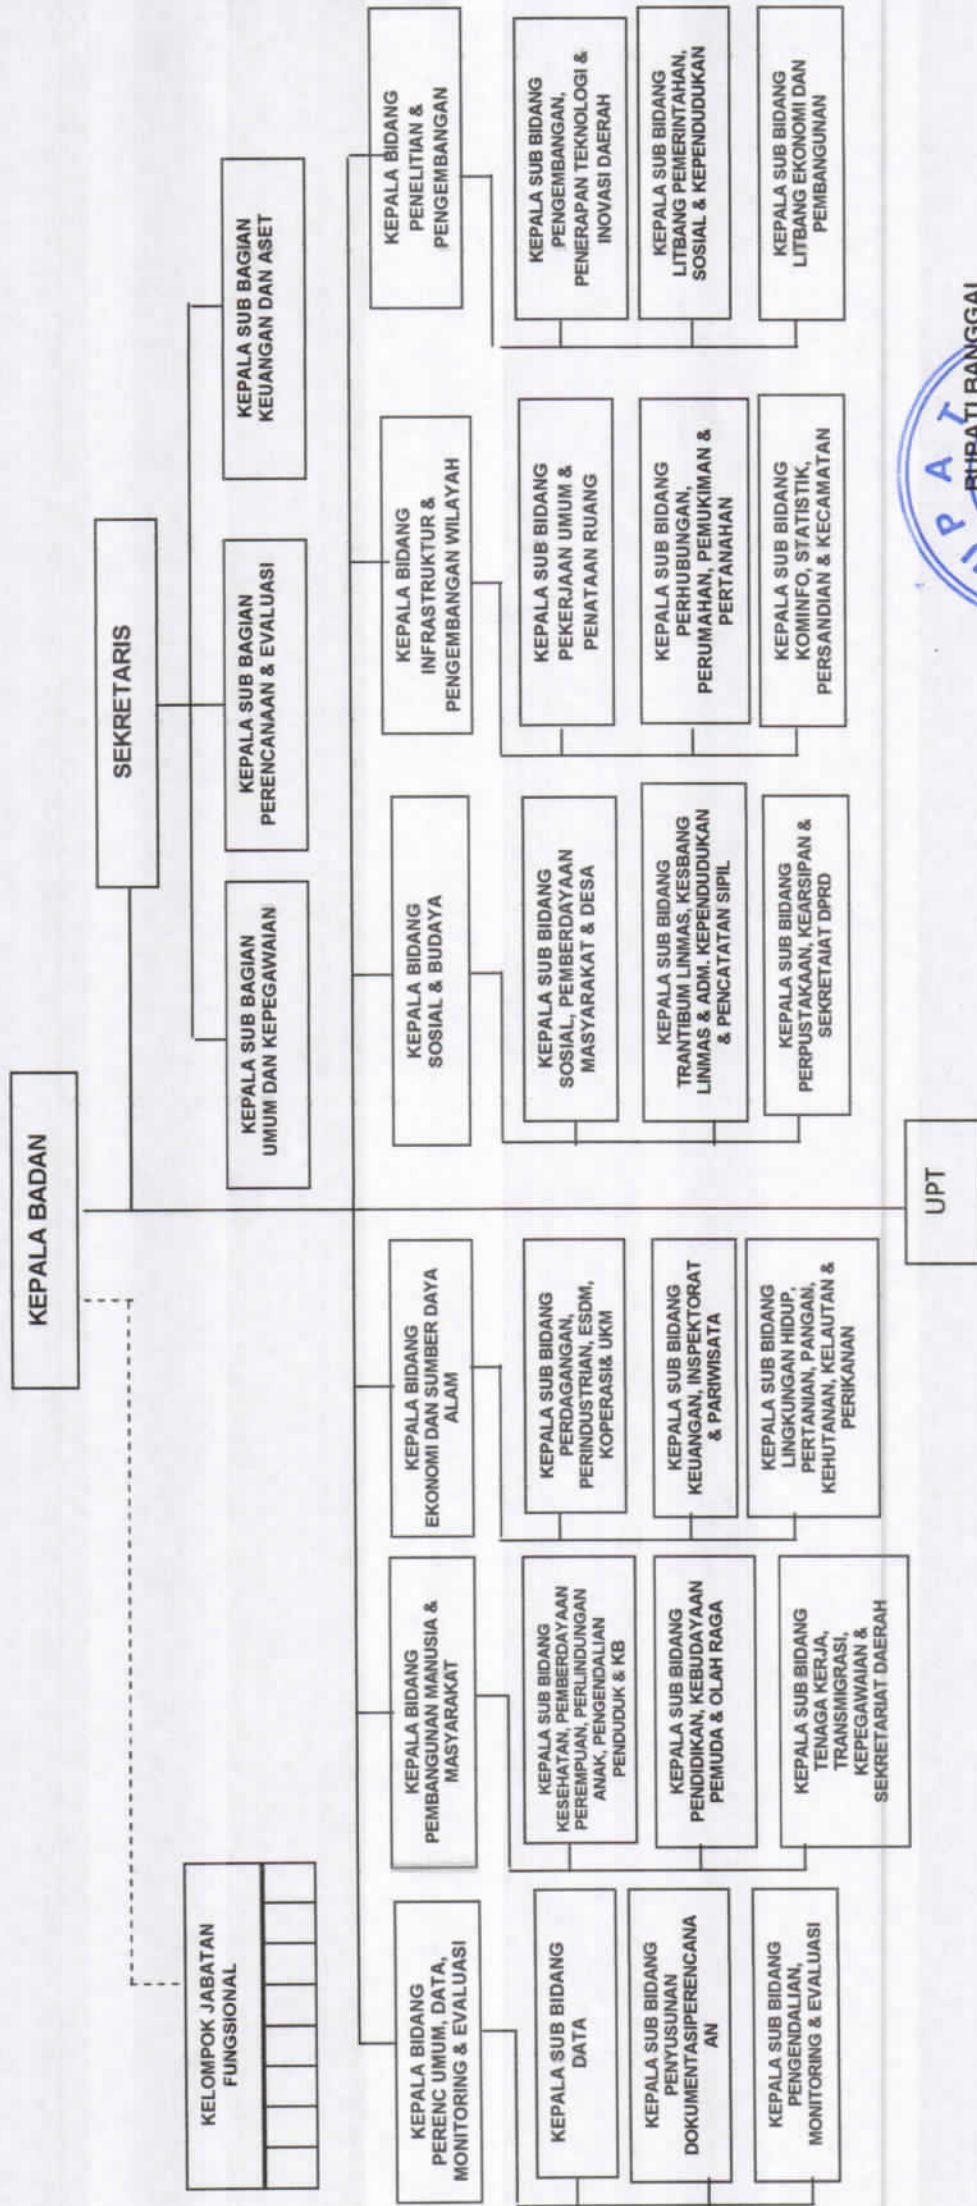 KEPALA BADAN
SEKRETARIS
KELOMPOK JABATAN
FUNGSIONAL
KEPALA SUB BAGIAN
UMUM DAN KEPEGAWAIAN
KEPALA SUB BAGIAN
PERENCANAAN & EVALUASI
KEPALA SUB BAGIAN
KEUANGAN DAN ASET
KEPALA BIDANG
PERENC UMUM, DATA,
MONITORING & EVALUASI
KEPALA SUB BIDANG
DATA
KEPALA SUB BIDANG
PENYUSUNAN
DOKUMENTASIPERENCANA
AN
KEPALA SUB BIDANG
PENGENDALIAN,
MONITORING & EVALUASI
KEPALA BIDANG
PEMBANGUNAN MANUSIA &
MASYARAKAT
KEPALA SUB BIDANG
KESEHATAN, PEMBERDAYAAN
PEREMPUAN, PERLINDUNGAN
ANAK, PENGENDALIAN
PENDUDUK & KB
KEPALA SUB BIDANG
PENDIDIKAN, KEBUDAYAAN
PEMUDA & OLAH RAGA
KEPALA SUB BIDANG
TENAGA KERJA,
TRANSMIGRASI,
KEPEGAWAIAN &
SEKRETARIAT DAERAH
KEPALA BIDANG
EKONOMI DAN SUMBER DAYA
ALAM
KEPALA SUB BIDANG
PERDAGANGAN,
PERINDUSTRIAN, ESDM,
KOPERASI& UKM
KEPALA SUB BIDANG
KEUANGAN, INSPEKTORAT
& PARIWISATA
KEPALA SUB BIDANG
LINGKUNGAN HIDUP,
PERTANIAN, PANGAN,
KEHUTANAN, KELAUTAN &
PERIKANAN
KEPALA BIDANG
SOSIAL & BUDAYA
KEPALA SUB BIDANG
SOSIAL, PEMBERDAYAAN
MASYARAKAT & DESA
KEPALA SUB BIDANG
TRANTIBUM LINMAS, KESBANG
LINMAS & ADM. KEPENDUDUKAN
& PENCATATAN SIPIL
KEPALA SUB BIDANG
PERPUSTAKAAN, KEARSIPAN &
SEKRETAIAT DPRD
KEPALA BIDANG
INFRASTRUKTUR &
PENGEMBANGAN WILAYAH
KEPALA SUB BIDANG
PEKERJAAN UMUM &
PENATAAN RUANG
KEPALA SUB BIDANG
PERHUBUNGAN,
PERUMAHAN, PEMUKIMAN &
PERTANAHAN
KEPALA SUB BIDANG
KOMINFO, STATISTIK,
PERSANDIAN & KECAMATAN
KEPALA BIDANG
PENELITIAN &
PENGEMBANGAN
KEPALA SUB BIDANG
PENGEMBANGAN,
PENERAPAN TEKNOLOGI &
INOVASI DAERAH
KEPALA SUB BIDANG
LITBANG PEMERINTAHAN,
SOSIAL & KEPENDUDUKAN
KEPALA SUB BIDANG
LITBANG EKONOMI DAN
PEMBANGUNAN
UPT
UPAT
BUPATI BANGGAI